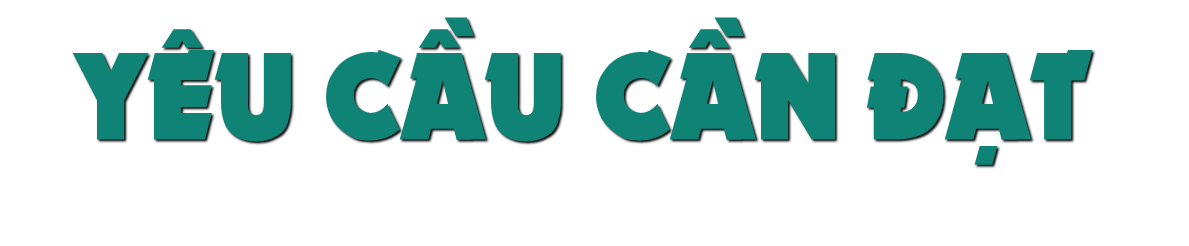 YÊU CẦU CẦN ĐẠT